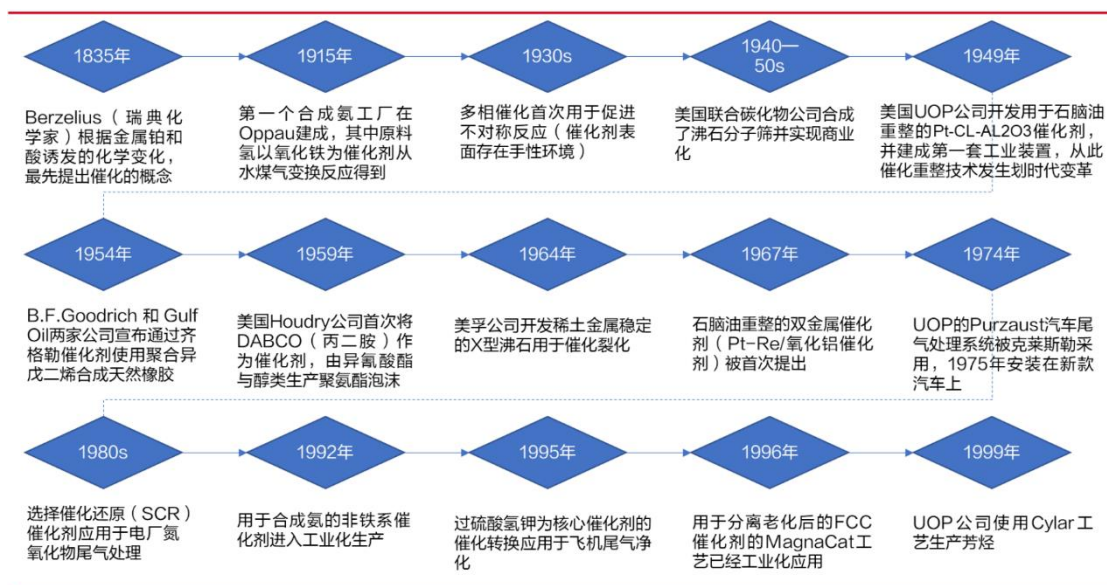 1835年
1915年
1930s
1940—
50s
1949年
Berzelius（瑞典化
学家）根据金属铂和
酸诱发的化学变化，
最先提出催化的概念
第一个合成氨工厂在
Oppau建成，其中原料
氢以氧化铁为催化剂从
水煤气变换反应得到
多相催化首次用于促进
不对称反应（催化剂表
面存在手性环境）
美国联合碳化物公司合成
了沸石分子筛并实现商业
化
美国UOP公司开发用于石脑油
重整的Pt-CL-AL2O3催化剂，
并建成第一套工业装置，从此
催化重整技术发生划时代变革
1954年
1959年
1964年
1967年
1974年
B.F.Goodrich 和 Gulf
Oil两家公司宣布通过齐
格勒催化剂使用聚合异
戊二烯合成天然橡胶
美国Houdry公司首次将
DABCO（丙二胺）作
为催化剂，由异氰酸酯
与醇类生产聚氨酯泡沫
美孚公司开发稀土金属稳定
的X型沸石用于催化裂化
石脑油重整的双金属催化
剂（Pt-Re/氧化铝催化
剂）被首次提出
UOP的Purzaust汽车尾
气处理系统被克莱斯勒采
用，1975年安装在新款
汽车上
1980s
1992年
1995年
1996年
1999年
选择催化还原（SCR）
催化剂应用于电厂氮
氧化物尾气处理
用于合成氨的非铁系催
化剂进入工业化生产
过硫酸氢钾为核心催化剂的
催化转换应用于飞机尾气净
化
用于分离老化后的FCC
催化剂的MagnaCat工
艺已经工业化应用
UOP公司使用Cylar工
艺生产芳烃